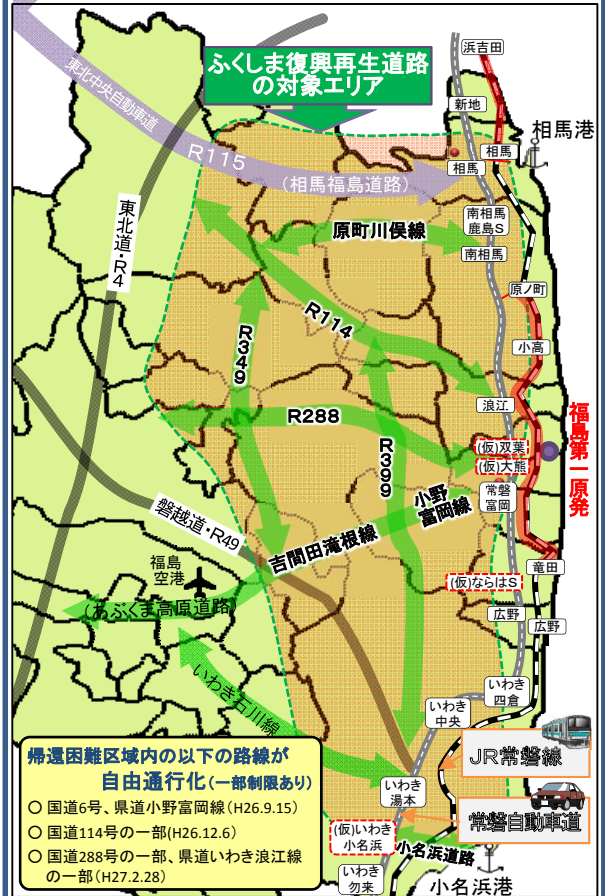 ふくしま復興再生道路
の対象エリア
浜吉田
新地
相馬港
東北中央自動車道
R115
(相馬福島道路)
相馬
相馬
東北道・R4
南相馬
鹿島S
原町川俣線
南相馬
原ノ町
R114
R349
小高
浪江
R288
R399
福島第一原発
(仮)双葉
(仮)大熊
常磐
富岡
小野
富岡線
磐越道・R49
吉間田滝根線
福島
空港
竜田
(仮)ならはS
(あぶくま高原道路)
広野
広野
いわき石川線
いわき
四倉
いわき
中央
帰還困難区域内の以下の路線が
自由通行化(一部制限あり)
○ 国道6号、県道小野富岡線(H26.9.15)
○ 国道114号の一部(H26.12.6)
○ 国道288号の一部、県道いわき浪江線
の一部(H27.2.28)
JR常磐線
いわき
湯本
常磐自動車道
(仮)いわき
小名浜
小名浜道路
いわき
勿来
小名浜港